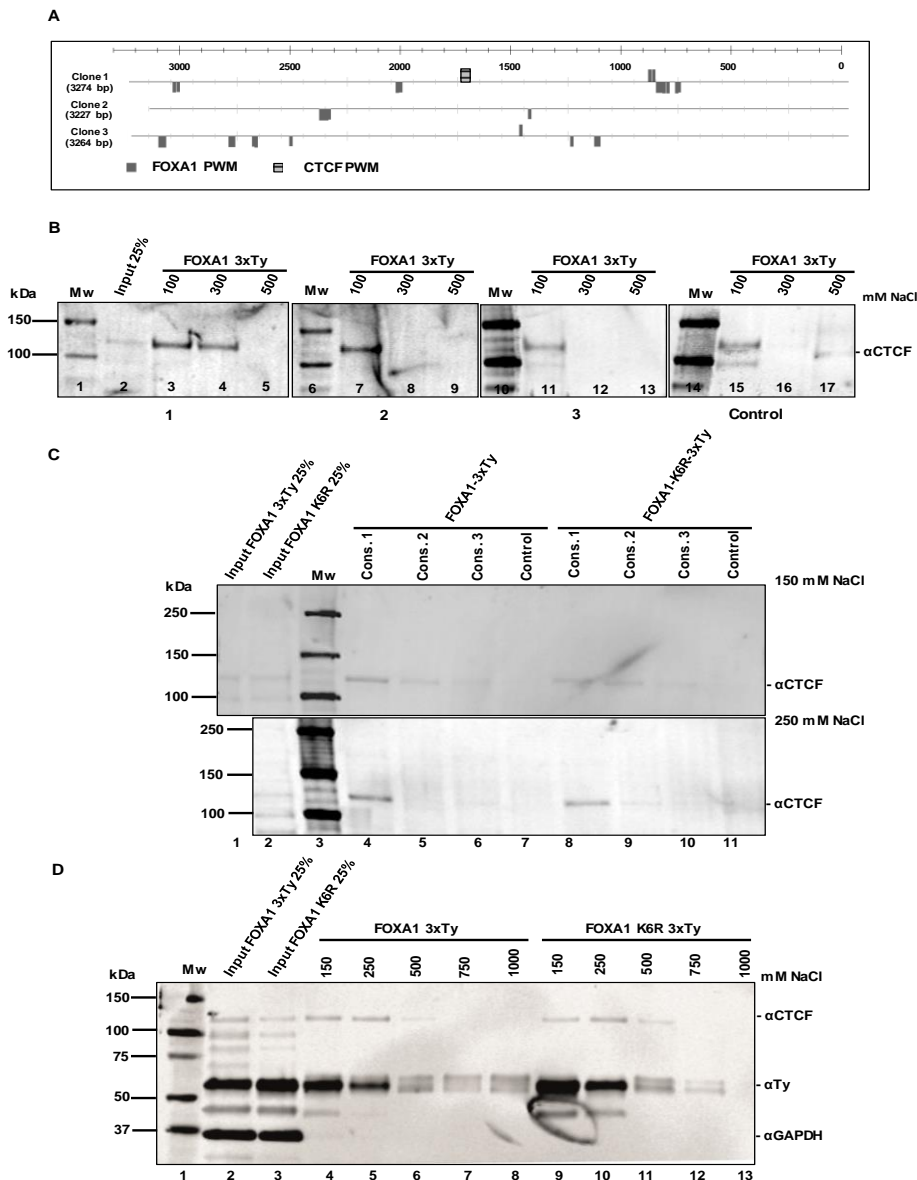 A
3000 2500 2000 1500 1000 500 0
Clone 1
(3274 bp)
Clone 2
(3227 bp)
Clone 3
(3264 bp)
FOXA1 PWM CTCF PWM
B
Input 25%
FOXA1 3xTy FOXA1 3xTy FOXA1 3xTy FOXA1 3xTy
kDa Mw 100 300 500 Mw 100 300 500 Mw 100 300 500 Mw 100 300 500 mM NaCl
150
100
- αCTCF
1 2 3 4 5 6 7 8 9 10 11 12 13 14 15 16 17
1 2 3 Control
C
Input FOXA1 3xTy 25%
Input FOXA1 K6R 25%
FOXA1-3xTy
FOXA1-K6R-3xTy
Mw Cons. 1 Cons. 2 Cons. 3 Control Cons. 1 Cons. 2 Cons. 3 Control
150 mM NaCl
kDa
250
150
100
- αCTCF
250 mM NaCl
250
150
100
- αCTCF
1 2 3 4 5 6 7 8 9 10 11
D
Input FOXA1 3xTy 25%
Input FOXA1 K6R 25%
FOXA1 3xTy FOXA1 K6R 3xTy
kDa Mw 150 250 500 750 1000 150 250 500 750 1000 mM NaCl
150
100
75
50
37
- αCTCF
- αTy
- αGAPDH
1 2 3 4 5 6 7 8 9 10 11 12 13